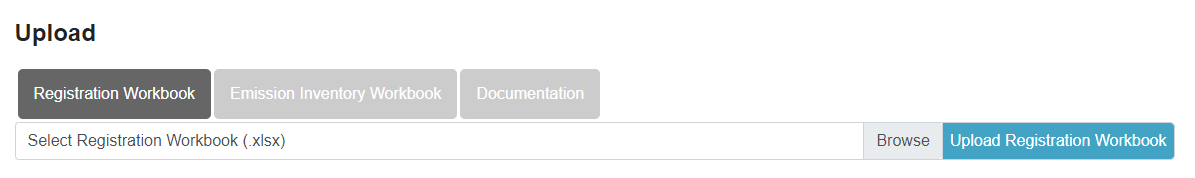 Upload
Registration Workbook Emission Inventory Workbook Documentation
Select Registration Workbook (.xlsx) Browse Upload Registration Workbook